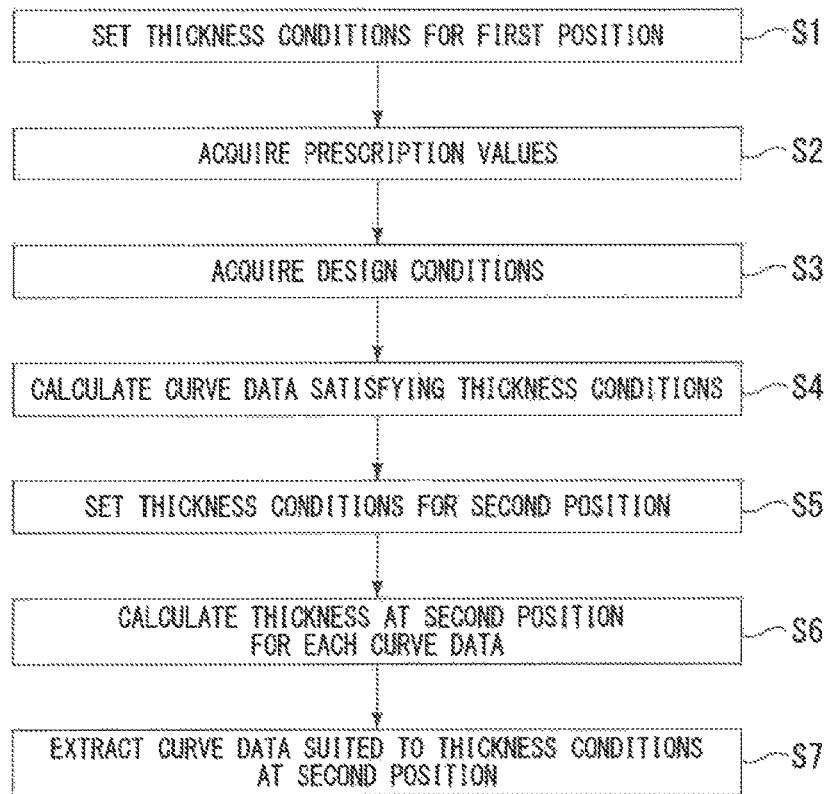 SET THICKNESS CONDITIONS FOR FIRST POSITION S1
ACQUIRE PRESCRIPTION VALUES S2
ACQUIRE DESIGN CONDITIONS S3
CALCULATE CURVE DATA SATISFYING THICKNESS CONDITIONS S4
SET THICKNESS CONDITIONS FOR SECOND POSITION S5
CALCULATE THICKNESS AT SECOND POSITION
FOR EACH CURVE DATA S6
EXTRACT CURVE DATA SUITED TO THICKNESS CONDITIONS
AT SECOND POSITION S7